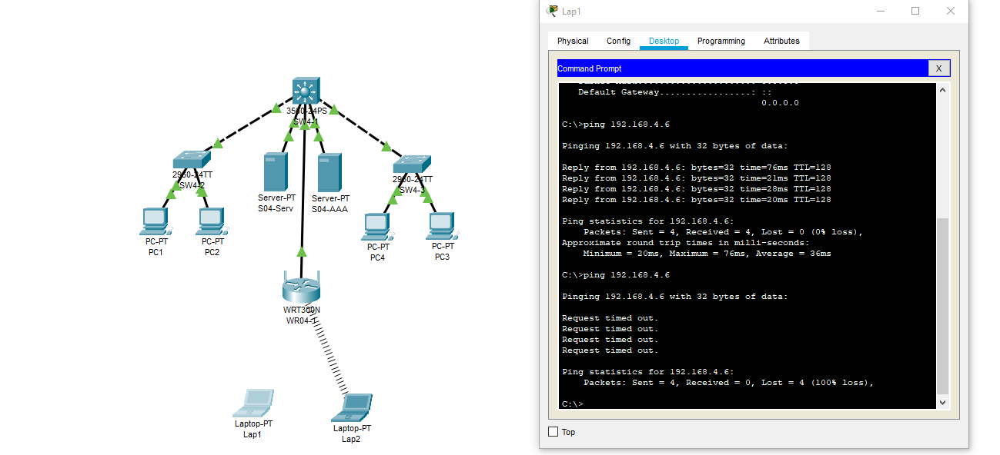 Lap1
Physical Config Desktop Programming Attributes
Command Prompt
X
Default Gateway.................: ::
0.0.0.0
C:\>ping 192.168.4.6
Pinging 192.168.4.6 with 32 bytes of data:
Reply from 192.168.4.6: bytes=32 time=76ms TTL=128
Reply from 192.168.4.6: bytes=32 time=21ms TTL=128
Reply from 192.168.4.6: bytes=32 time=28ms TTL=128
Reply from 192.168.4.6: bytes=32 time=20ms TTL=128
Ping statistics for 192.168.4.6:
Packets: Sent = 4, Received = 4, Lost = 0 (0% loss),
Approximate round trip times in milli-seconds:
Minimum = 20ms, Maximum = 76ms, Average = 36ms
C:\>ping 192.168.4.6
Pinging 192.168.4.6 with 32 bytes of data:
Request timed out.
Request timed out.
Request timed out.
Request timed out.
Ping statistics for 192.168.4.6:
Packets: Sent = 4, Received = 0, Lost = 4 (100% loss),
C:\>
Top
3560-24PS
SW4-1
2960-24TT
SW4-2
Server-PT
S04-Serv
Server-PT
S04-AAA
2960-24TT
SW4-3
PC-PT
PC1
PC-PT
PC2
PC-PT
PC4
PC-PT
PC3
WRT300N
WR04-1
Laptop-PT
Lap1
Laptop-PT
Lap2